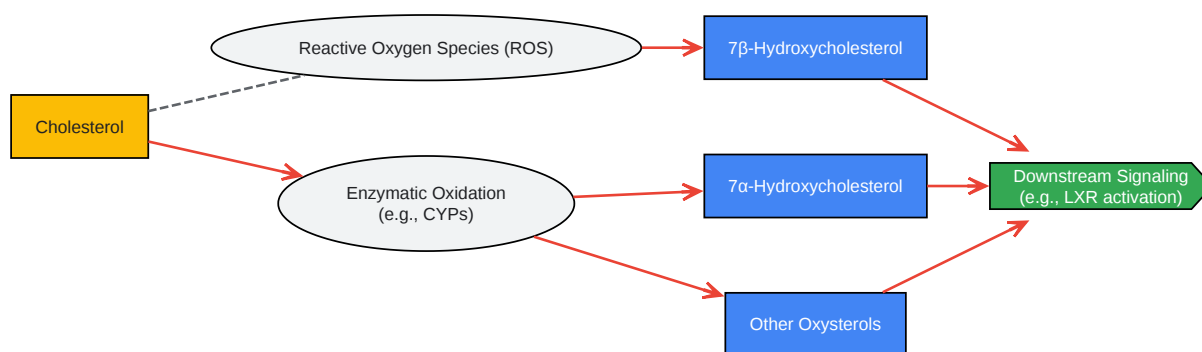 Reactive Oxygen Species (ROS)
7β-Hydroxycholesterol
Cholesterol
Enzymatic Oxidation
(e.g., CYPs)
7α-Hydroxycholesterol
Downstream Signaling
(e.g., LXR activation)
Other Oxysterols